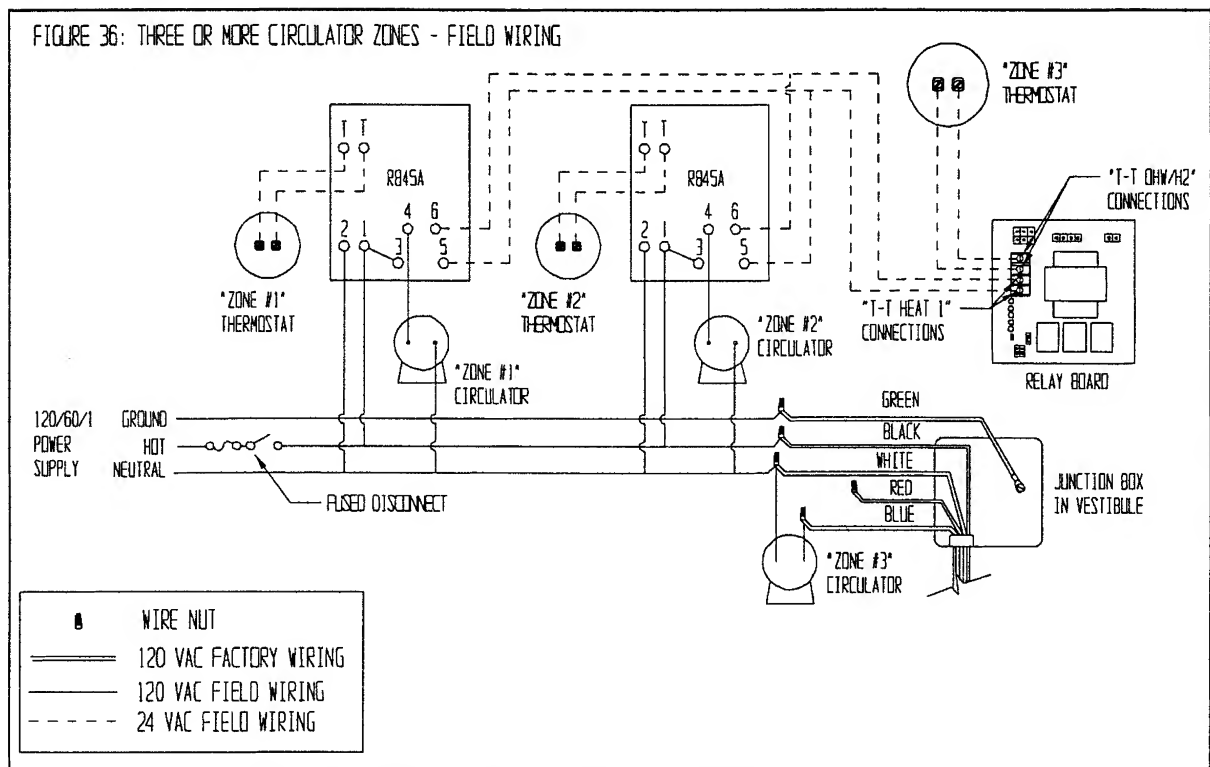 FIGURE 36: THREE OR MORE CIRCULATOR ZONES - FIELD WIRING
"ZONE #3"
THERMOSTAT
T T
R845A
2 1 4 6
3 5
T T
R845A
2 1 4 6
3 5
"T-T DHW/H2"
CONNECTIONS
"ZONE #1"
THERMOSTAT
"ZONE #2"
THERMOSTAT
"T-T HEAT 1"
CONNECTIONS
"ZONE #1"
CIRCULATOR
"ZONE #2"
CIRCULATOR
RELAY BOARD
120/60/1
POWER
SUPPLY
GROUND
HOT
NEUTRAL
FUSED DISCONNECT
GREEN
BLACK
WHITE
RED
BLUE
JUNCTION BOX
IN VESTIBULE
"ZONE #3"
CIRCULATOR
WIRE NUT
120 VAC FACTORY WIRING
120 VAC FIELD WIRING
24 VAC FIELD WIRING